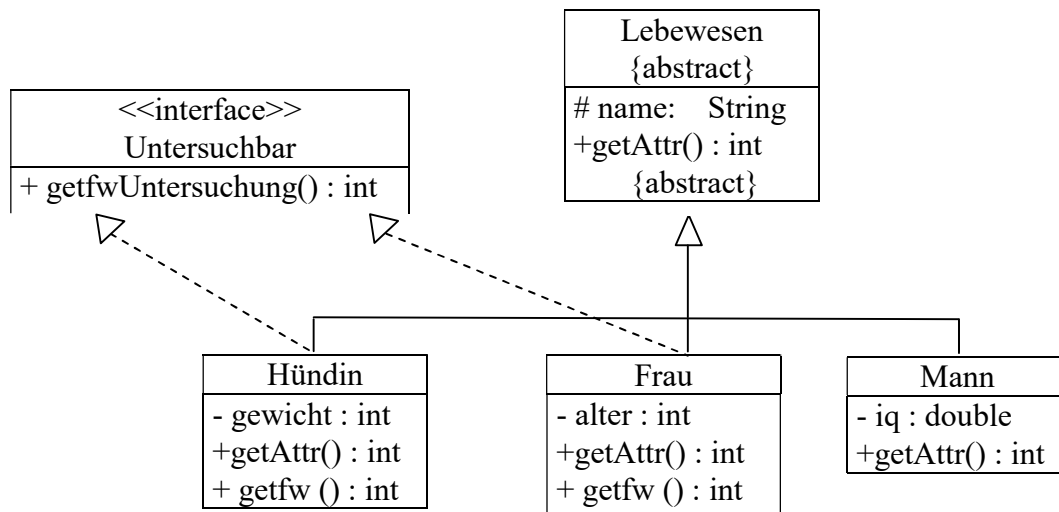 Lebewesen
{abstract}
# name: String
+getAttr() : int
{abstract}
<<interface>>
Untersuchbar
+ getfwUntersuchung() : int
Hündin
- gewicht : int
+getAttr() : int
+ getfw () : int
Frau
- alter : int
+getAttr() : int
+ getfw () : int
Mann
- iq : double
+getAttr() : int